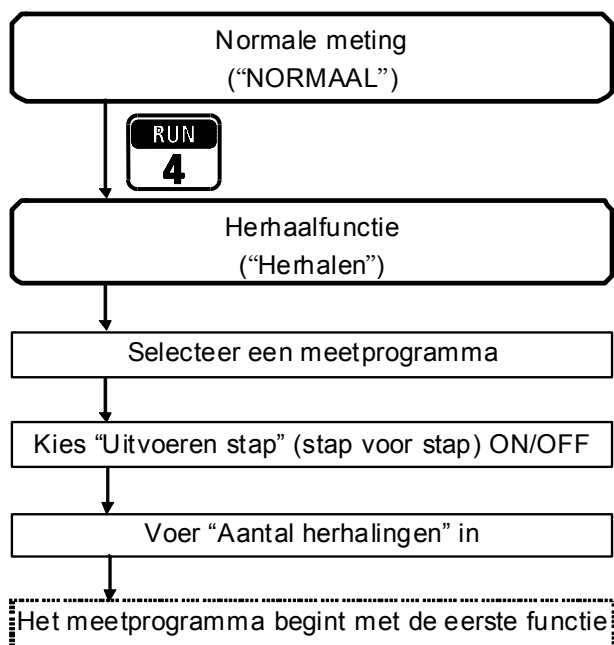 Normale meting
(“NORMAAL”)
RUN
4
Herhaalfunctie
(“Herhalen”)
Selecteer een meetprogramma
Kies “Uitvoeren stap” (stap voor stap) ON/OFF
Voer “Aantal herhalingen” in
Het meetprogramma begint met de eerste functie